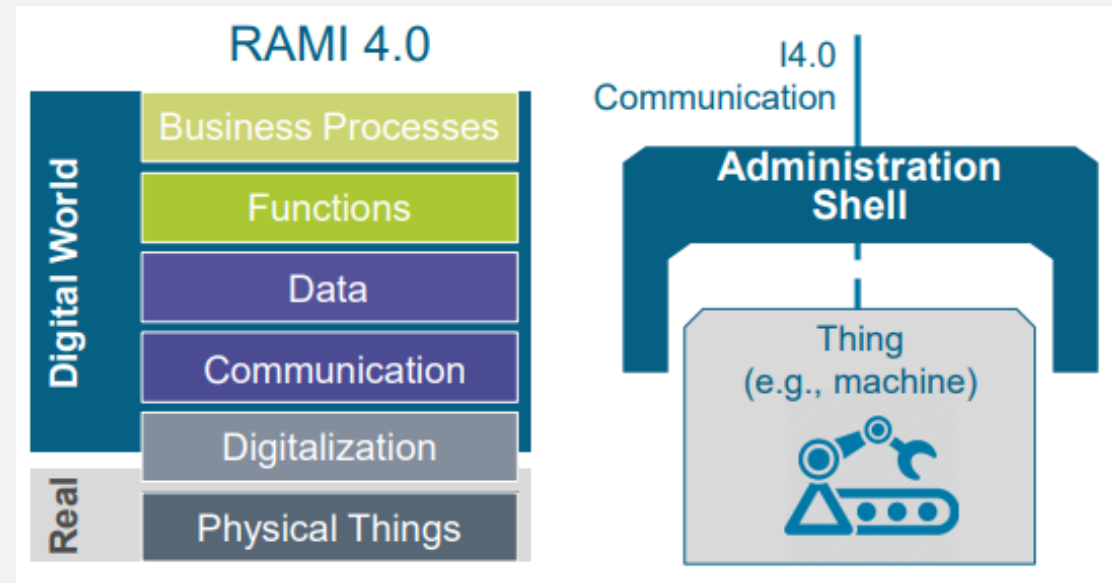 RAMI 4.0
Digital World
Business Processes
Functions
Data
Communication
Digitalization
Real
Physical Things
I4.0
Communication
Administration
Shell
Thing
(e.g., machine)